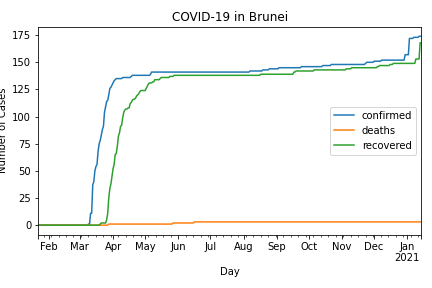 COVID-19 in Brunei
Number of Cases
175
150
125
100
75
50
25
0
confirmed
deaths
recovered
Feb Mar Apr May Jun Jul Aug Sep Oct Nov Dec Jan
2021
Day